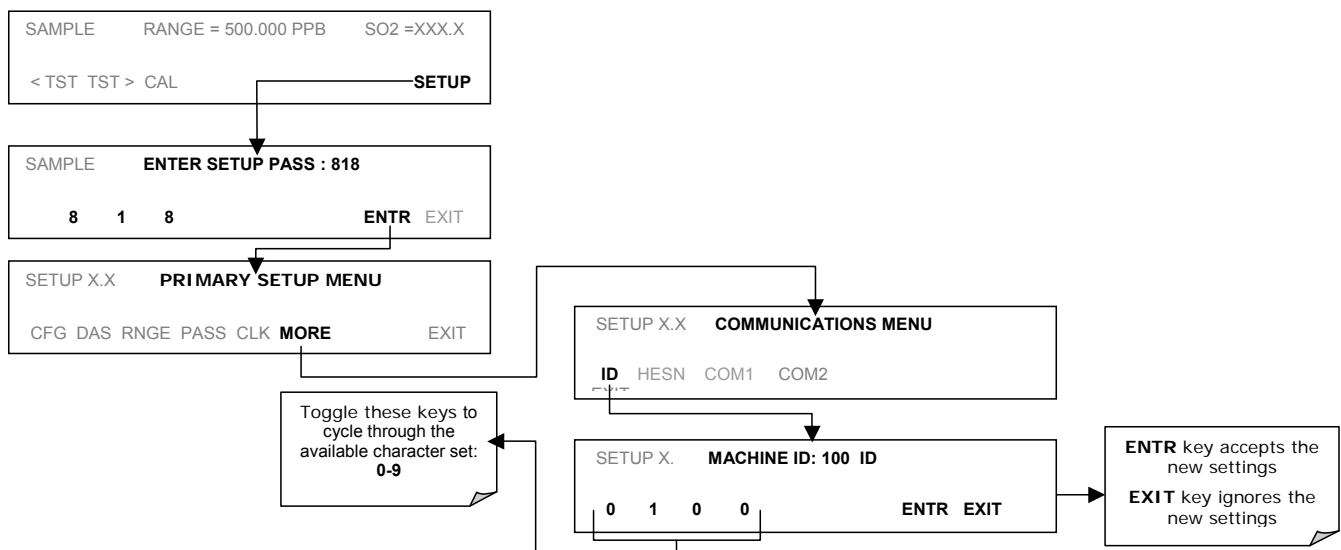 SAMPLE RANGE = 500.000 PPB SO2 =XXX.X
< TST TST > CAL SETUP
SAMPLE ENTER SETUP PASS : 818
8 1 8 ENTR EXIT
SETUP X.X PRIMARY SETUP MENU
CFG DAS RNGE PASS CLK MORE EXIT
SETUP X.X COMMUNICATIONS MENU
ID HESN COM1 COM2
EXIT
Toggle these keys to
cycle through the
available character set:
0-9
SETUP X. MACHINE ID: 100 ID
0 1 0 0 ENTR EXIT
ENTR key accepts the
new settings
EXIT key ignores the
new settings